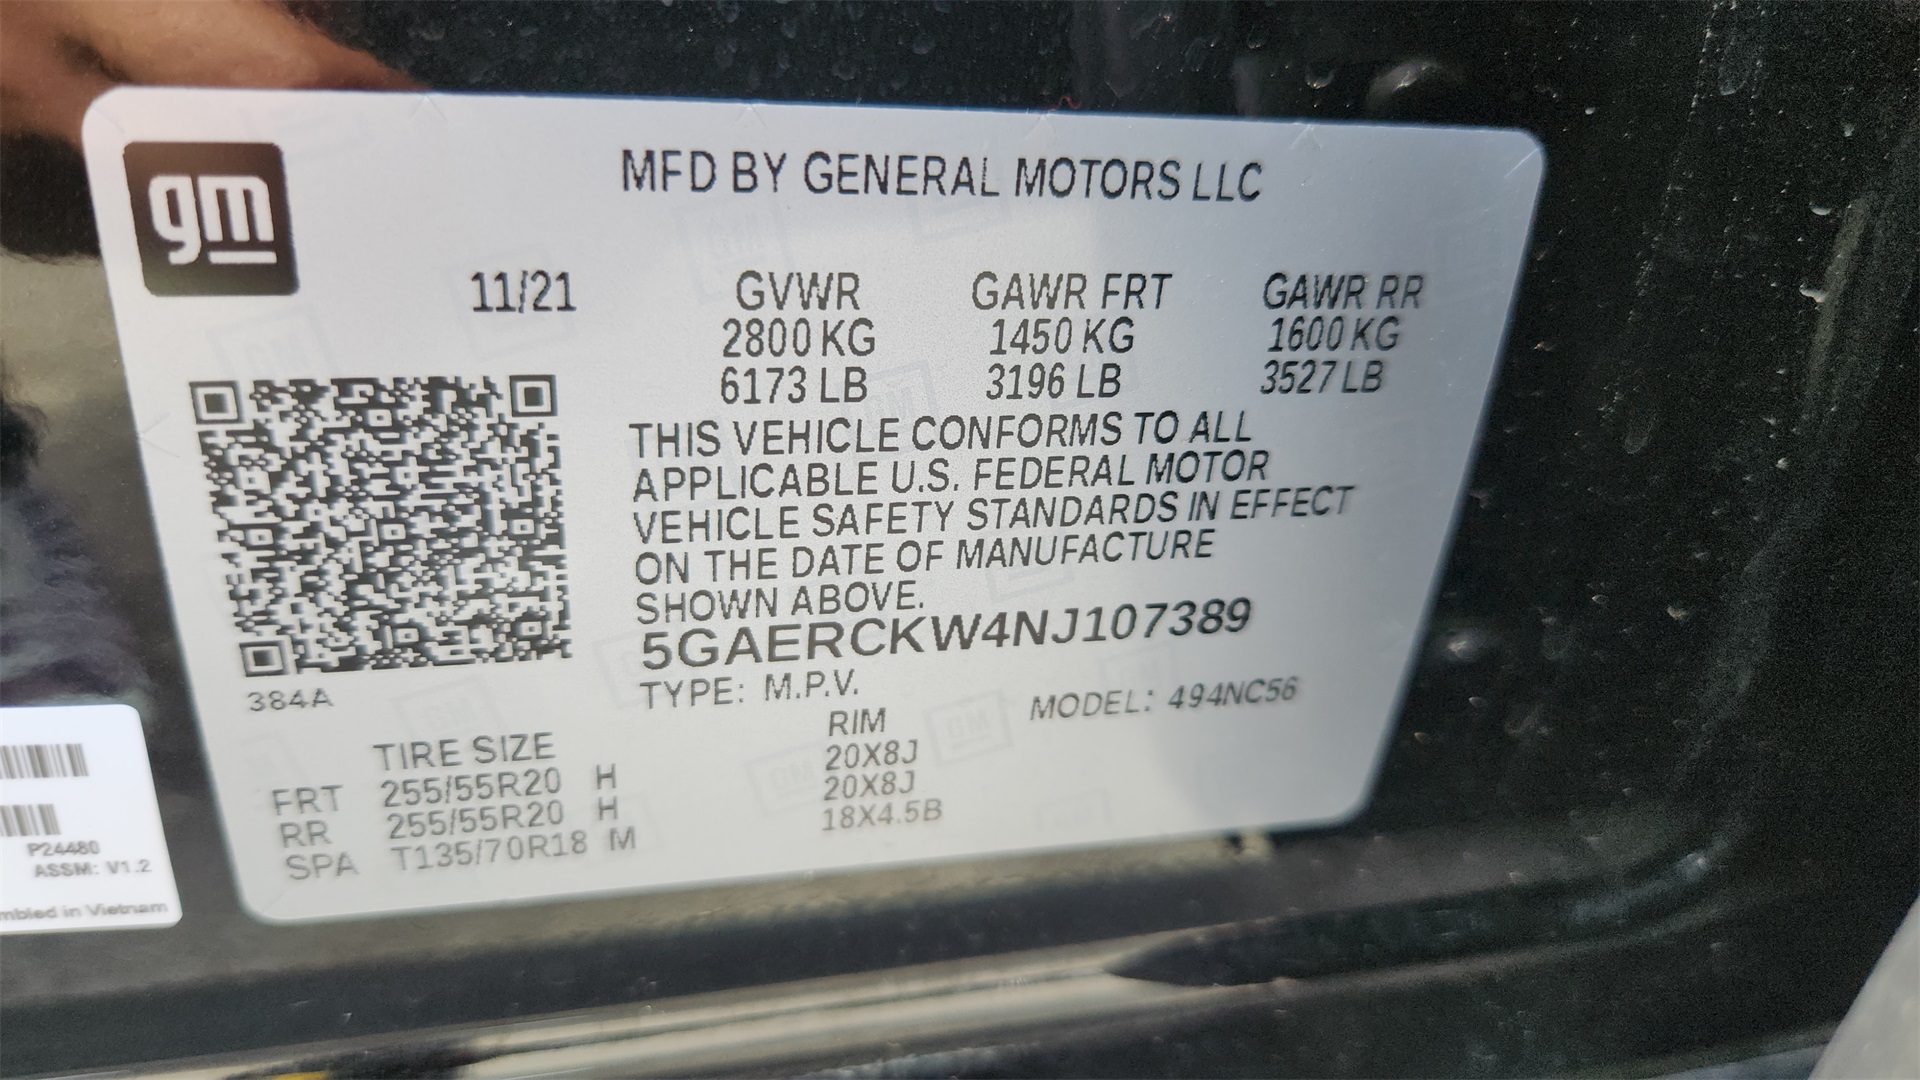 gm
MFD BY GENERAL MOTORS LLC
11/21 GVWR GAWR FRT GAWR RR
2800 KG 1450 KG 1600 KG
6173 LB 3196 LB 3527 LB
THIS VEHICLE CONFORMS TO ALL
APPLICABLE U.S. FEDERAL MOTOR
VEHICLE SAFETY STANDARDS IN EFFECT
ON THE DATE OF MANUFACTURE
SHOWN ABOVE.
5GAERCKW4NJ107389
384A
TYPE: M.P.V. MODEL: 494NC56
TIRE SIZE RIM
FRT 255/55R20 H 20X8J
RR 255/55R20 H 20X8J
SPA T135/70R18 M 18X4.5B
P24480
ASSM: V1.2
in Vietnam